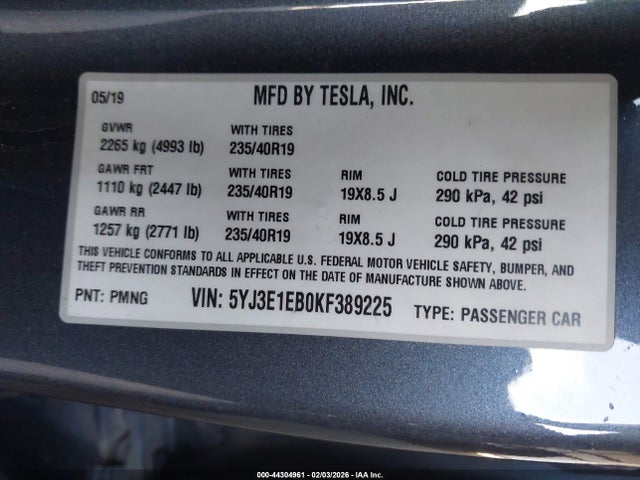 05/19 MFD BY TESLA, INC.
GVWR WITH TIRES
2265 kg (4993 lb) 235/40R19
GAWR FRT WITH TIRES RIM COLD TIRE PRESSURE
1110 kg (2447 lb) 235/40R19 19X8.5 J 290 kPa, 42 psi
GAWR RR WITH TIRES RIM COLD TIRE PRESSURE
1257 kg (2771 lb) 235/40R19 19X8.5 J 290 kPa, 42 psi
THIS VEHICLE CONFORMS TO ALL APPLICABLE U.S. FEDERAL MOTOR VEHICLE SAFETY, BUMPER, AND
THEFT PREVENTION STANDARDS IN EFFECT ON THE DATE OF MANUFACTURE SHOWN ABOVE.
PNT: PMNG VIN: 5YJ3E1EB0KF389225 TYPE: PASSENGER CAR
000-44304961 - 02/03/2026 - IAA Inc.